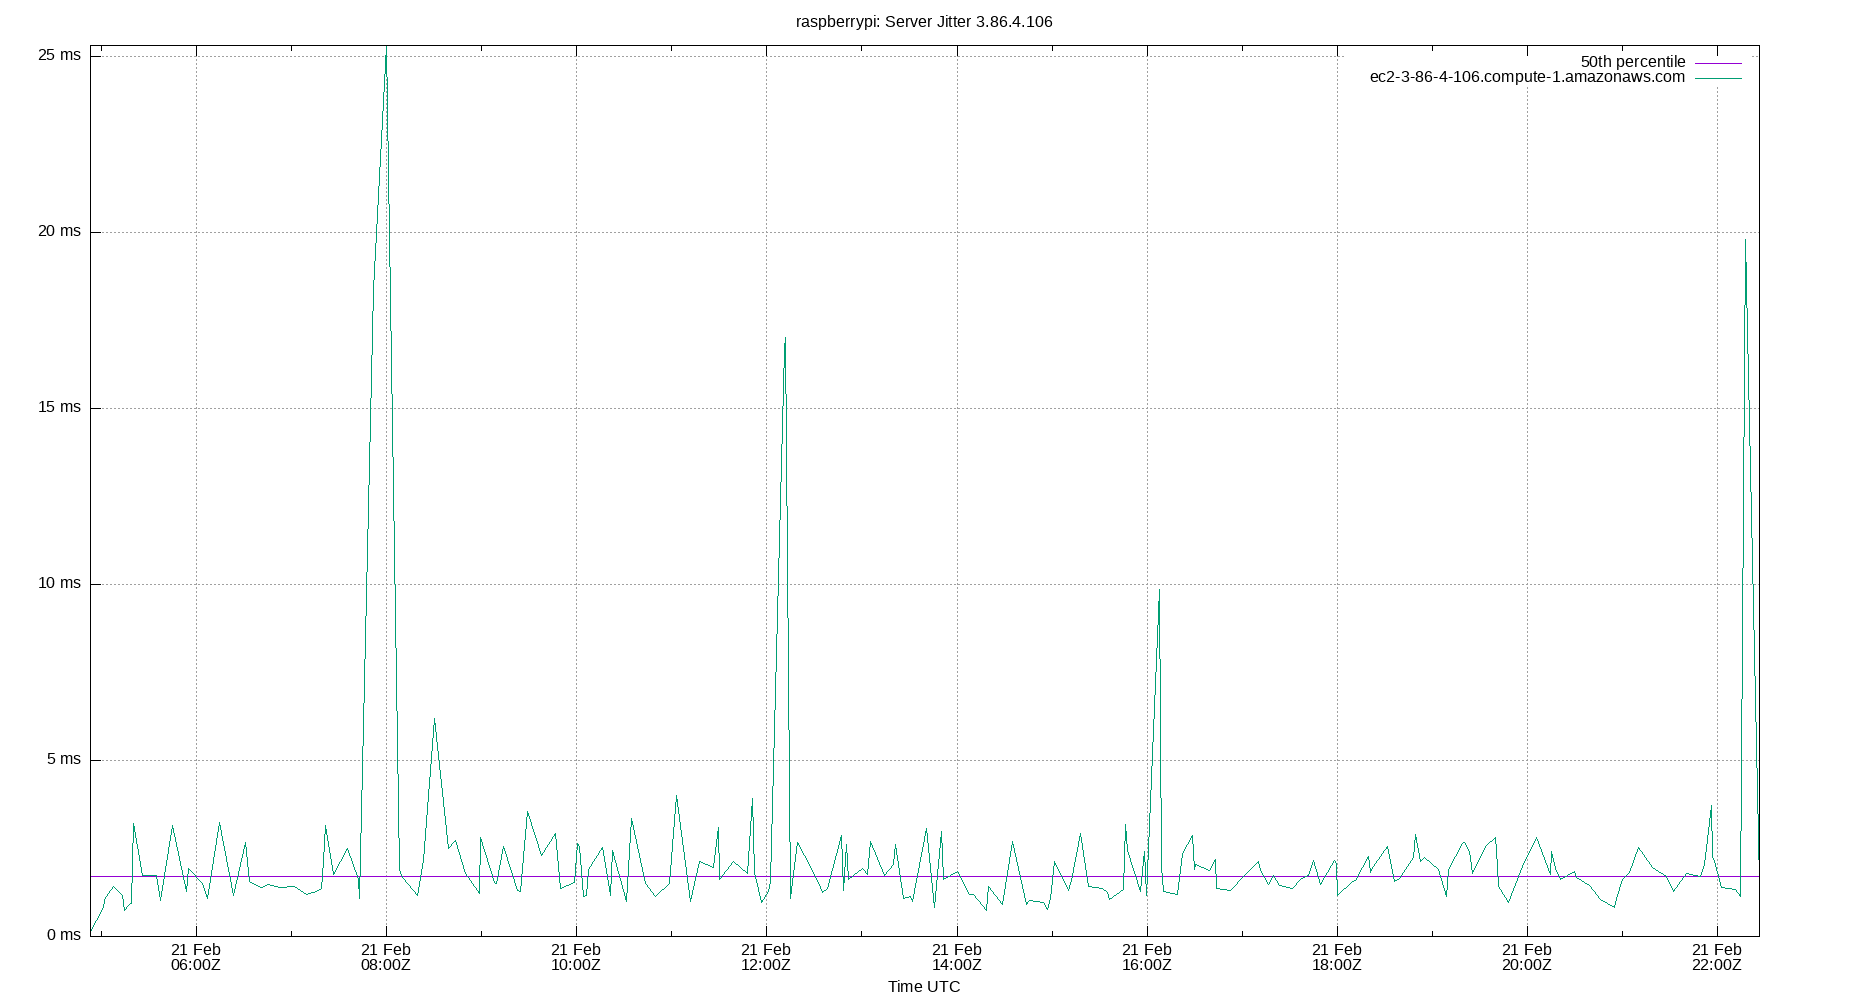 raspberrypi: Server Jitter 3.86.4.106
25 ms
20 ms
15 ms
10 ms
5 ms
0 ms
50th percentile
ec2-3-86-4-106.compute-1.amazonaws.com
21 Feb 21 Feb 21 Feb 21 Feb 21 Feb 21 Feb 21 Feb 21 Feb 21 Feb
06:00Z 08:00Z 10:00Z 12:00Z 14:00Z 16:00Z 18:00Z 20:00Z 22:00Z
Time UTC